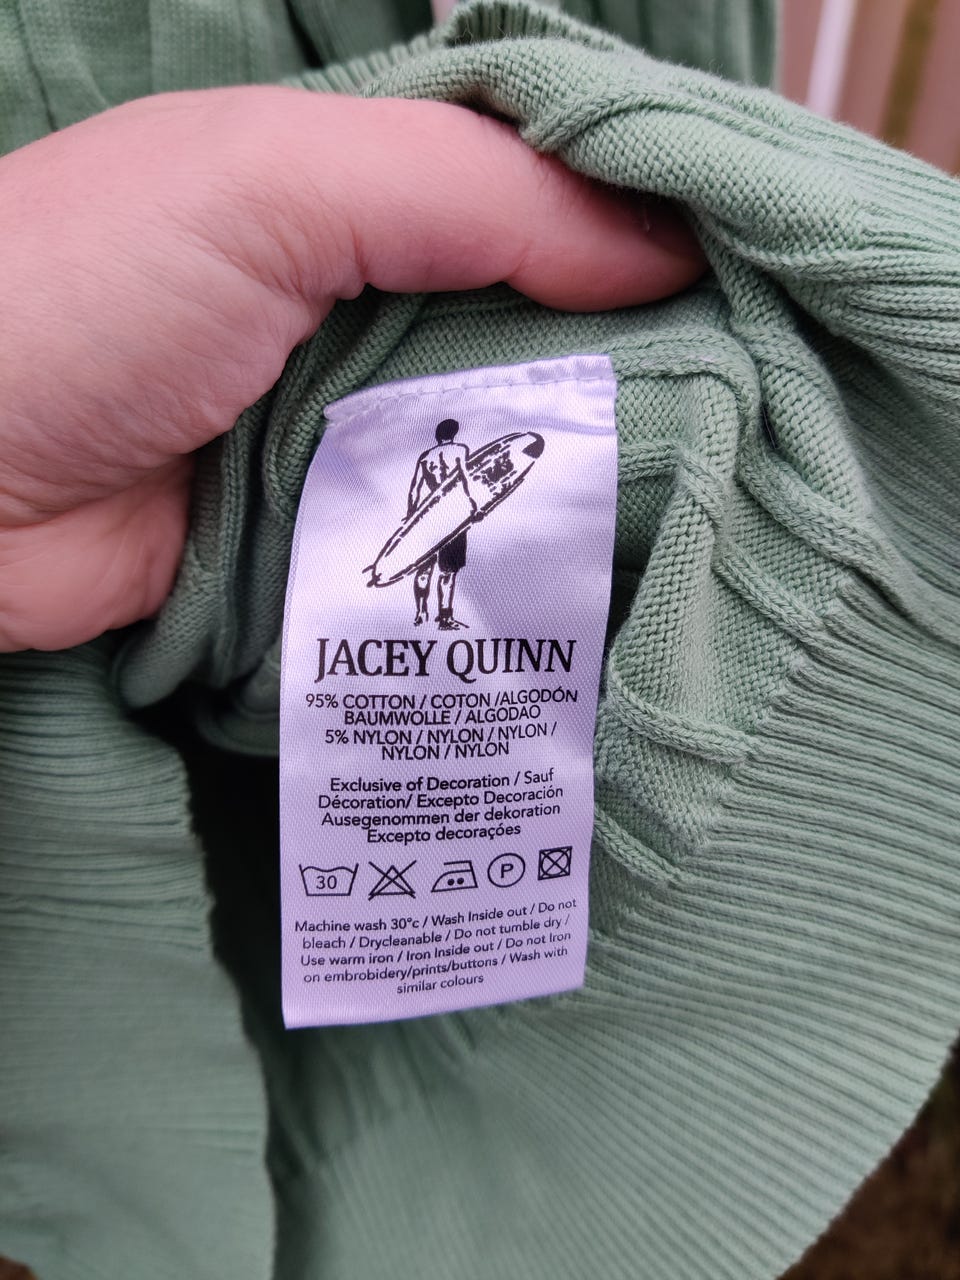 JACEY QUINN
95% COTTON / COTON /ALGODÓN
BAUMWOLLE / ALGODAO
5% NYLON / NYLON / NYLON /
NYLON / NYLON
Exclusive of Decoration / Sauf
Décoration/ Excepto Decoración
Ausegenommen der dekoration
Excepto decorações
30
P
Machine wash 30°c / Wash Inside out / Do not
bleach / Drycleanable / Do not tumble dry /
Use warm iron / Iron Inside out / Do not Iron
on embrobidery/prints/buttons / Wash with
similar colours